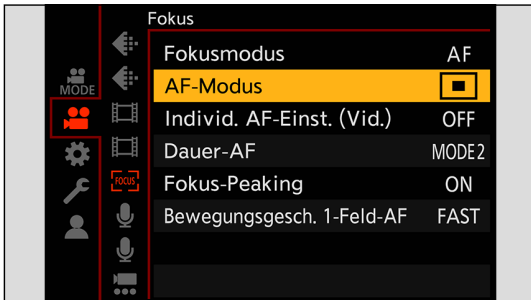 Fokus
Fokusmodus AF
MODE
AF-Modus
Individ. AF-Einst. (Vid.) OFF
Dauer-AF MODE2
FOCUS
Fokus-Peaking ON
Bewegungsgesch. 1-Feld-AF FAST